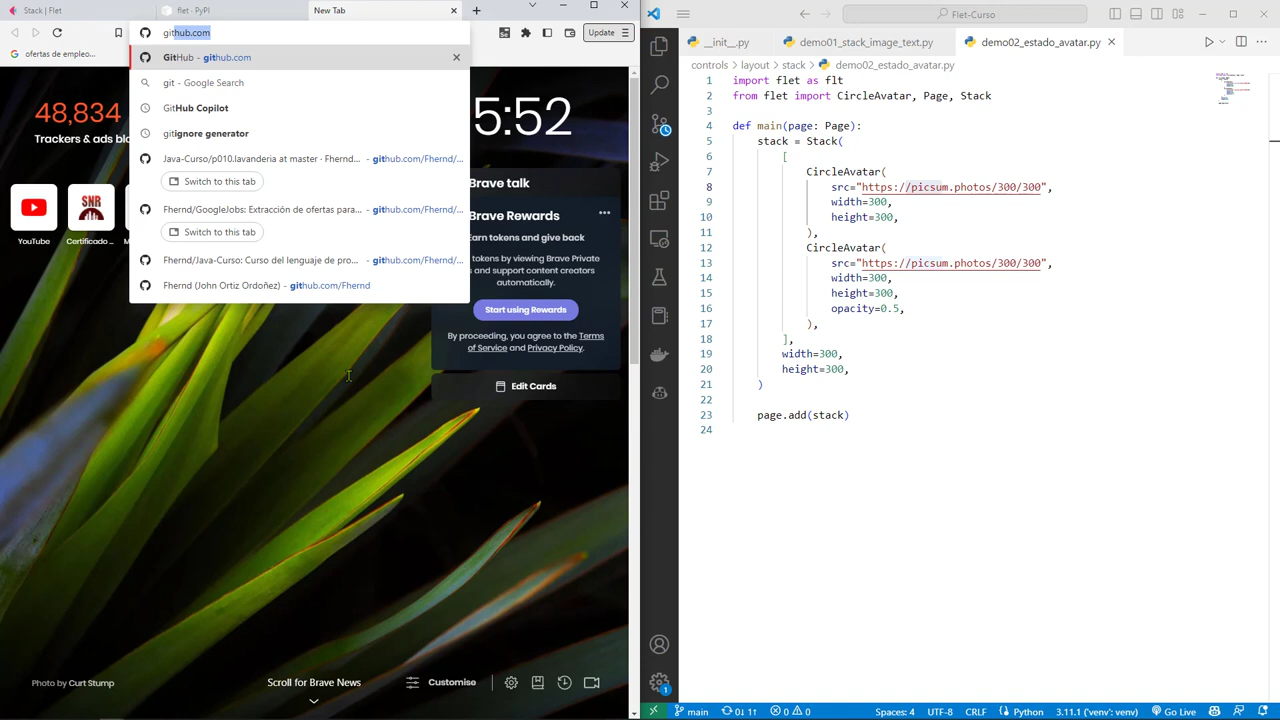 Stack | Flet
flet · PyPI
New Tab
github.com
Update
ofertas de empleo...
GitHub - github.com
git - Google Search
GitHub Copilot
gitignore generator
Java-Curso/p010.lavanderia at master · Fhernd... - github.com/Fhernd/...
Switch to this tab
Fhernd/GoogleJobs: Extracción de ofertas para... - github.com/Fhernd/...
Switch to this tab
Fhernd/Java-Curso: Curso del lenguaje de pro... - github.com/Fhernd/...
Fhernd (John Ortiz Ordoñez) - github.com/Fhernd
48,834
Trackers & ads blo
5:52
YouTube
SNR
Certificado ...
Brave talk
Brave Rewards
Earn tokens and give back
by viewing Brave Private
and support content creators
automatically.
Start using Rewards
By proceeding, you agree to the Terms
of Service and Privacy Policy.
Edit Cards
Photo by Curt Stump
Scroll for Brave News
Customise
Flet-Curso
__init__.py
demo01_stack_image_text.py
demo02_estado_avatar.py
controls > layout > stack > demo02_estado_avatar.py
1 import flet as flt
2 from flet import CircleAvatar, Page, Stack
3
4 def main(page: Page):
5 stack = Stack(
6 [
7 CircleAvatar(
8 src="https://picsum.photos/300/300",
9 width=300,
10 height=300,
11 ),
12 CircleAvatar(
13 src="https://picsum.photos/300/300",
14 width=300,
15 height=300,
16 opacity=0.5,
17 ),
18 ],
19 width=300,
20 height=300,
21 )
22
23 page.add(stack)
24
1
main
0↓ 1↑
0 0
Spaces: 4
UTF-8
CRLF
Python
3.11.1 ('venv': venv)
Go Live